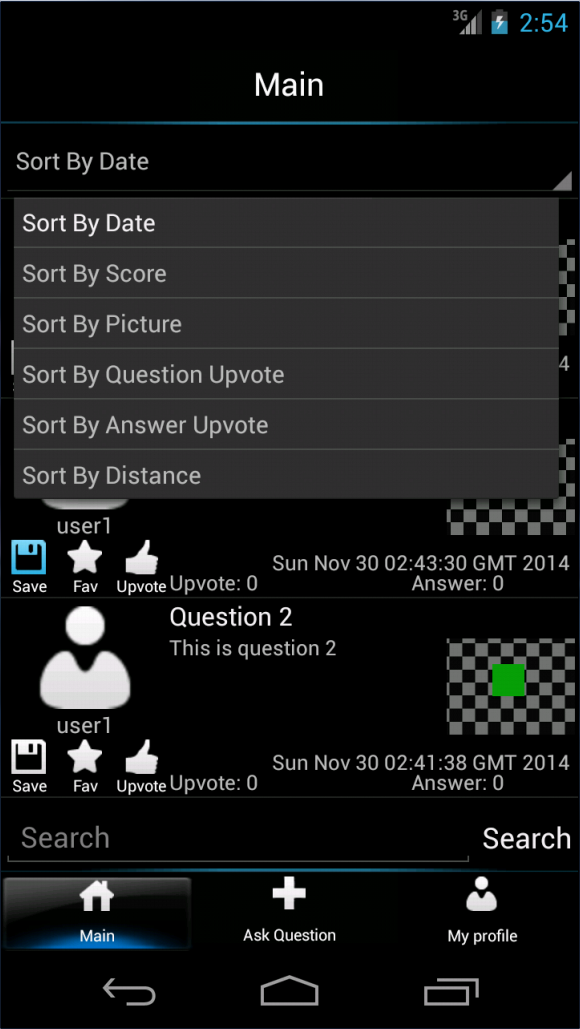 3G 2:54
Main
Sort By Date
Sort By Date
Sort By Score
Sort By Picture
Sort By Question Upvote
Sort By Answer Upvote
Sort By Distance
4
user1
Sun Nov 30 02:43:30 GMT 2014
Save Fav Upvote Upvote: 0 Answer: 0
Question 2
This is question 2
user1
Sun Nov 30 02:41:38 GMT 2014
Save Fav Upvote Upvote: 0 Answer: 0
Search Search
Main Ask Question My profile